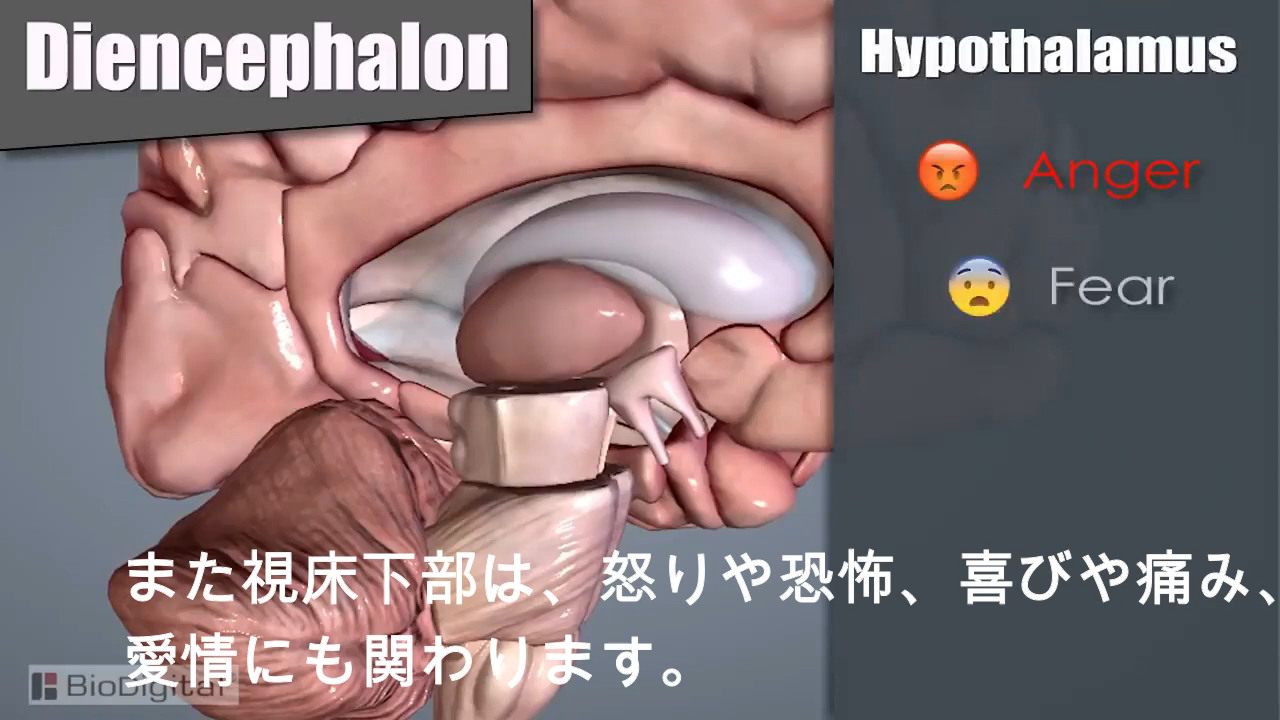 Diencephalon
Hypothalamus
Anger
Fear
また視床下部は、怒りや恐怖、喜びや痛み、
愛情にも関わります。
BioDigital